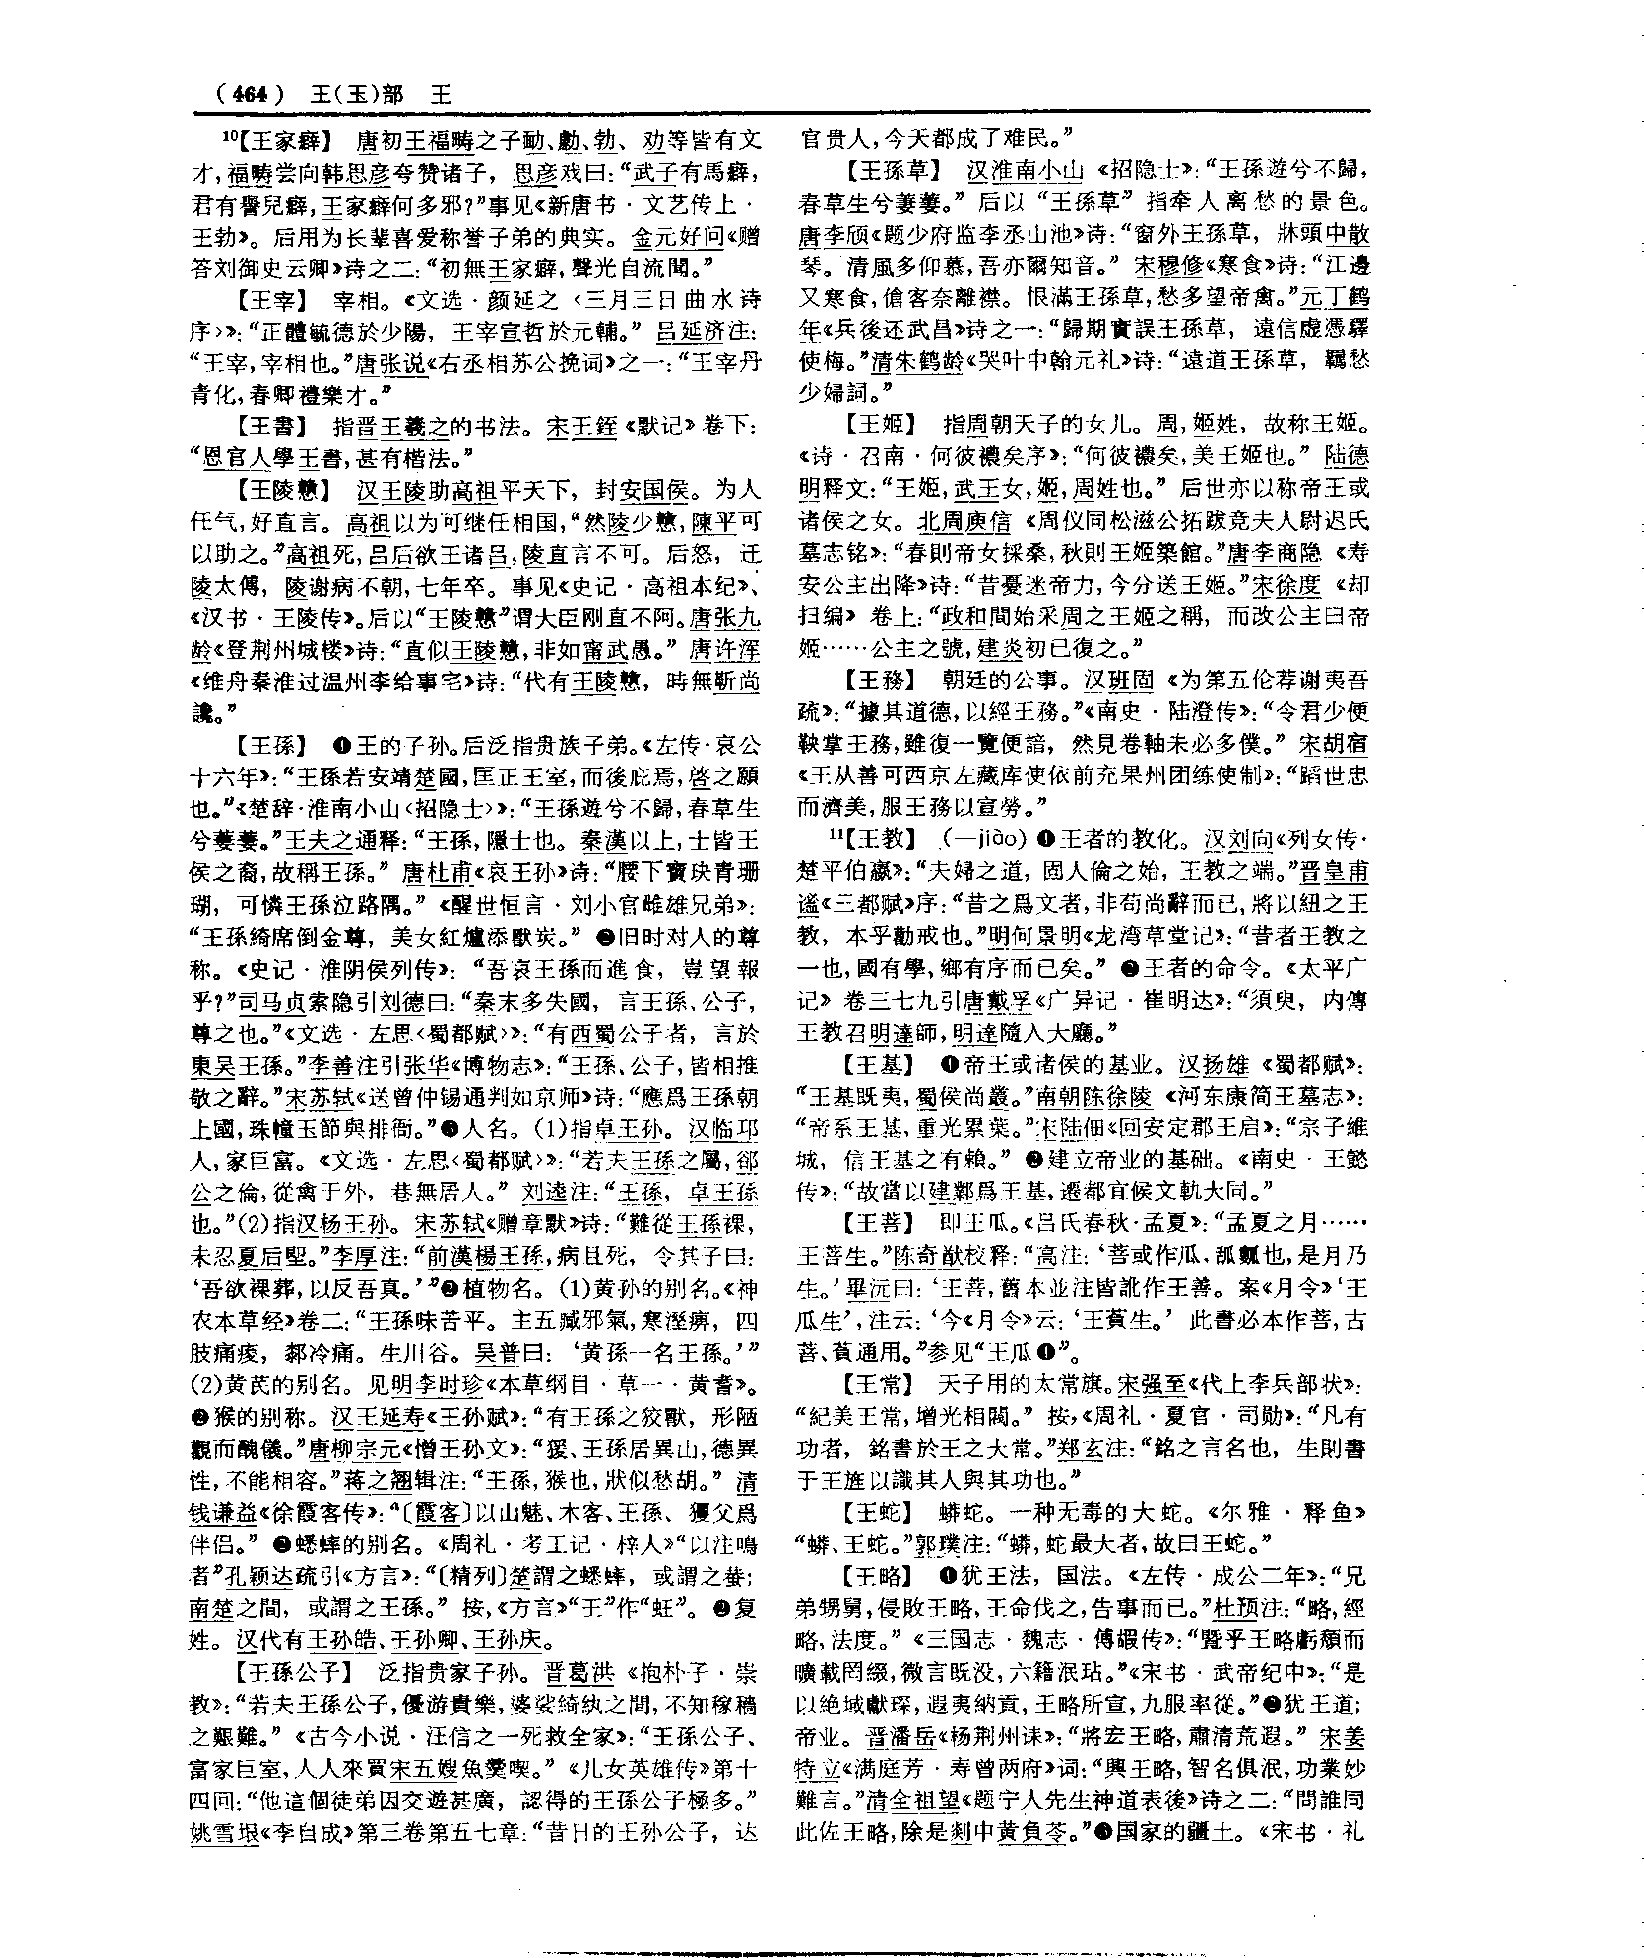 (464) 王(玉)部 王
10【王家癖】 唐初王福畴之子勔、勮、勃、劝等皆有文
才,福畴尝向韩思彦夸赞诸子，思彦戏曰：“武子有馬癖，
君有譽兒癖,王家癖何多邪?”事见《新唐书·文艺传上·
王勃》。后用为长辈喜爱称誉子弟的典实。金元好问《赠
答刘御史云卿》诗之二：“初無王家癖,聲光自流聞。”
【王宰】 宰相。《文选·颜延之〈三月三日曲水诗
序〉》：“正體毓德於少陽，王宰宣哲於元輔。”吕延济注：
“王宰,宰相也。”唐张说《右丞相苏公挽词》之一：“王宰丹
青化,春卿禮樂才。”
【王書】 指晋王羲之的书法。宋王铚《默记》卷下：
“恩官人學王書,甚有楷法。”
【王陵戇】 汉王陵助高祖平天下，封安国侯。为人
任气,好直言。高祖以为可继任相国,“然陵少戇,陳平可
以助之。”高祖死,吕后欲王诸吕,陵直言不可。后怒，迁
陵太傅，陵谢病不朝,七年卒。事见《史记·高祖本纪》、
《汉书·王陵传》。后以“王陵戇”谓大臣刚直不阿。唐张九
龄《登荆州城楼》诗：“直似王陵戇,非如甯武愚。”唐许浑
《维舟秦淮过温州李给事宅》诗：“代有王陵戇，時無靳尚
讒。”
【王孫】 ❶王的子孙。后泛指贵族子弟。《左传·哀公
十六年》：“王孫若安靖楚國,匡正王室,而後庇焉,啓之願
也。”《楚辞·淮南小山〈招隐士〉》：“王孫遊兮不歸,春草生
兮萋萋。”王夫之通释：“王孫,隱士也。秦漢以上,士皆王
侯之裔,故稱王孫。”唐杜甫《哀王孙》诗：“腰下寶玦青珊
瑚，可憐王孫泣路隅。”《醒世恒言·刘小官雌雄兄弟》：
“王孫綺席倒金尊，美女紅爐添獸炭。”❷旧时对人的尊
称。《史记·淮阴侯列传》：“吾哀王孫而進食，豈望報
乎?”司马贞索隐引刘德曰：“秦末多失國，言王孫、公子,
尊之也。”《文选·左思〈蜀都赋〉》：“有西蜀公子者，言於
東吴王孫。”李善注引张华《博物志》：“王孫、公子,皆相推
敬之辭。”宋苏轼《送曾仲锡通判如京师》诗：“應爲王孫朝
上國,珠幢玉節與排衙。”❸人名。(1)指卓王孙。汉临邛
人,家巨富。《文选·左思〈蜀都赋〉》：“若夫王孫之屬,郤
公之倫,從禽于外，巷無居人。”刘逵注：“王孫，卓王孫
也。”(2)指汉杨王孙。宋苏轼《赠章默》诗：“難從王孫裸，
未忍夏后堲。”李厚注：“前漢楊王孫,病且死，令其子曰：
‘吾欲裸葬,以反吾真。’”❹植物名。(1)黄孙的别名。《神
农本草经》卷二：“王孫味苦平。主五臟邪氣,寒溼痹，四
肢痛痠，膝冷痛。生川谷。吴普曰：‘黄孫一名王孫。’”
(2)黄芪的别名。见明李时珍《本草纲目·草一·黄耆》。
❺猴的别称。汉王延寿《王孙赋》：“有王孫之狡獸，形陋
觀而醜儀。”唐柳宗元《憎王孙文》：“猨、王孫居異山,德異
性,不能相容。”蒋之翘辑注：“王孫,猴也,狀似愁胡。”清
钱谦益《徐霞客传》：“〔霞客〕以山魅、木客、王孫、玃父爲
伴侣。”❻蟋蟀的别名。《周礼·考工记·梓人》“以注鳴
者”孔颖达疏引《方言》：“〔精列〕楚謂之蟋蟀，或謂之蛬；
南楚之間，或謂之王孫。”按,《方言》“王”作“蚟”。❼复
姓。汉代有王孙皓、王孙卿、王孙庆。
【王孫公子】 泛指贵家子孙。晋葛洪《抱朴子·崇
教》：“若夫王孫公子,優游貴樂,婆娑綺紈之間,不知稼穡
之艱難。”《古今小说·汪信之一死救全家》：“王孫公子、
富家巨室,人人來買宋五嫂魚羹喫。”《儿女英雄传》第十
四回：“他這個徒弟因交遊甚廣，認得的王孫公子極多。”
姚雪垠《李自成》第三卷第五七章：“昔日的王孙公子，达
官贵人,今天都成了难民。”
【王孫草】 汉淮南小山《招隐士》：“王孫遊兮不歸，
春草生兮萋萋。”后以“王孫草”指牵人离愁的景色。
唐李颀《题少府监李丞山池》诗：“窗外王孫草，牀頭中散
琴。清風多仰慕,吾亦爾知音。”宋穆修《寒食》诗：“江邊
又寒食,傖客奈離襟。恨滿王孫草,愁多望帝禽。”元丁鹤
年《兵後还武昌》诗之一：“歸期實誤王孫草，遠信虛憑驛
使梅。”清朱鹤龄《哭叶中翰元礼》诗：“遠道王孫草，羈愁
少婦詞。”
【王姬】 指周朝天子的女儿。周,姬姓，故称王姬。
《诗·召南·何彼襛矣序》：“何彼襛矣,美王姬也。”陆德
明释文：“王姬,武王女,姬,周姓也。”后世亦以称帝王或
诸侯之女。北周庾信《周仪同松滋公拓跋竞夫人尉迟氏
墓志铭》：“春則帝女採桑,秋則王姬築館。”唐李商隐《寿
安公主出降》诗：“昔憂迷帝力,今分送王姬。”宋徐度《却
扫编》卷上：“政和間始采周之王姬之稱，而改公主曰帝
姬……公主之號,建炎初已復之。”
【王務】 朝廷的公事。汉班固《为第五伦荐谢夷吾
疏》：“據其道德,以經王務。”《南史·陆澄传》：“令君少便
鞅掌王務,雖復一覽便諳，然見卷軸未必多僕。”宋胡宿
《王从善可西京左藏库使依前充果州团练使制》：“蹈世忠
而濟美,服王務以宣勞。”
11【王教】 (—jiào)❶王者的教化。汉刘向《列女传·
楚平伯嬴》：“夫婦之道，固人倫之始，王教之端。”晋皇甫
谧《三都赋》序：“昔之爲文者,非苟尚辭而已,將以紐之王
教，本乎勸戒也。”明何景明《龙湾草堂记》：“昔者王教之
一也,國有學,鄉有序而已矣。”❷王者的命令。《太平广
记》卷三七九引唐戴孚《广异记·崔明达》：“須臾，内傳
王教召明達師,明達隨入大廳。”
【王基】 ❶帝王或诸侯的基业。汉扬雄《蜀都赋》：
“王基既夷,蜀侯尚叢。”南朝陈徐陵《河东康简王墓志》：
“帝系王基,重光累葉。”宋陆佃《回安定郡王启》：“宗子維
城，信王基之有賴。”❷建立帝业的基础。《南史·王懿
传》：“故當以建鄴爲王基,遷都宜候文軌大同。”
【王菩】 即王瓜。《吕氏春秋·孟夏》：“孟夏之月……
王菩生。”陈奇猷校释：“高注：‘菩或作瓜,瓠瓤也,是月乃
生。’畢沅曰：‘王菩,舊本並注皆訛作王善。案《月令》‘王
瓜生’,注云：‘今《月令》云：‘王萯生。’此書必本作菩,古
菩、萯通用。”参见“王瓜❶”。
【王常】 天子用的太常旗。宋强至《代上李兵部状》：
“紀美王常,增光相閥。”按,《周礼·夏官·司勋》：“凡有
功者，銘書於王之大常。”郑玄注：“銘之言名也，生則書
于王旌以識其人與其功也。”
【王蛇】 蟒蛇。一种无毒的大蛇。《尔雅·释鱼》
“蟒、王蛇。”郭璞注：“蟒,蛇最大者,故曰王蛇。”
【王略】 ❶犹王法，国法。《左传·成公二年》：“兄
弟甥舅,侵敗王略,王命伐之,告事而已。”杜预注：“略,經
略,法度。”《三国志·魏志·傅嘏传》：“暨乎王略虧頽而
曠載罔綴,微言既没,六籍泯玷。”《宋书·武帝纪中》：“是
以絶域獻琛，遐夷納貢,王略所宣,九服率從。”❷犹王道；
帝业。晋潘岳《杨荆州诔》：“將宏王略,肅清荒遐。”宋姜
特立《满庭芳·寿曾两府》词：“興王略,智名俱泯,功業妙
難言。”清全祖望《题宁人先生神道表後》诗之二：“問誰同
此佐王略,除是剡中黄負苓。”❸国家的疆土。《宋书·礼